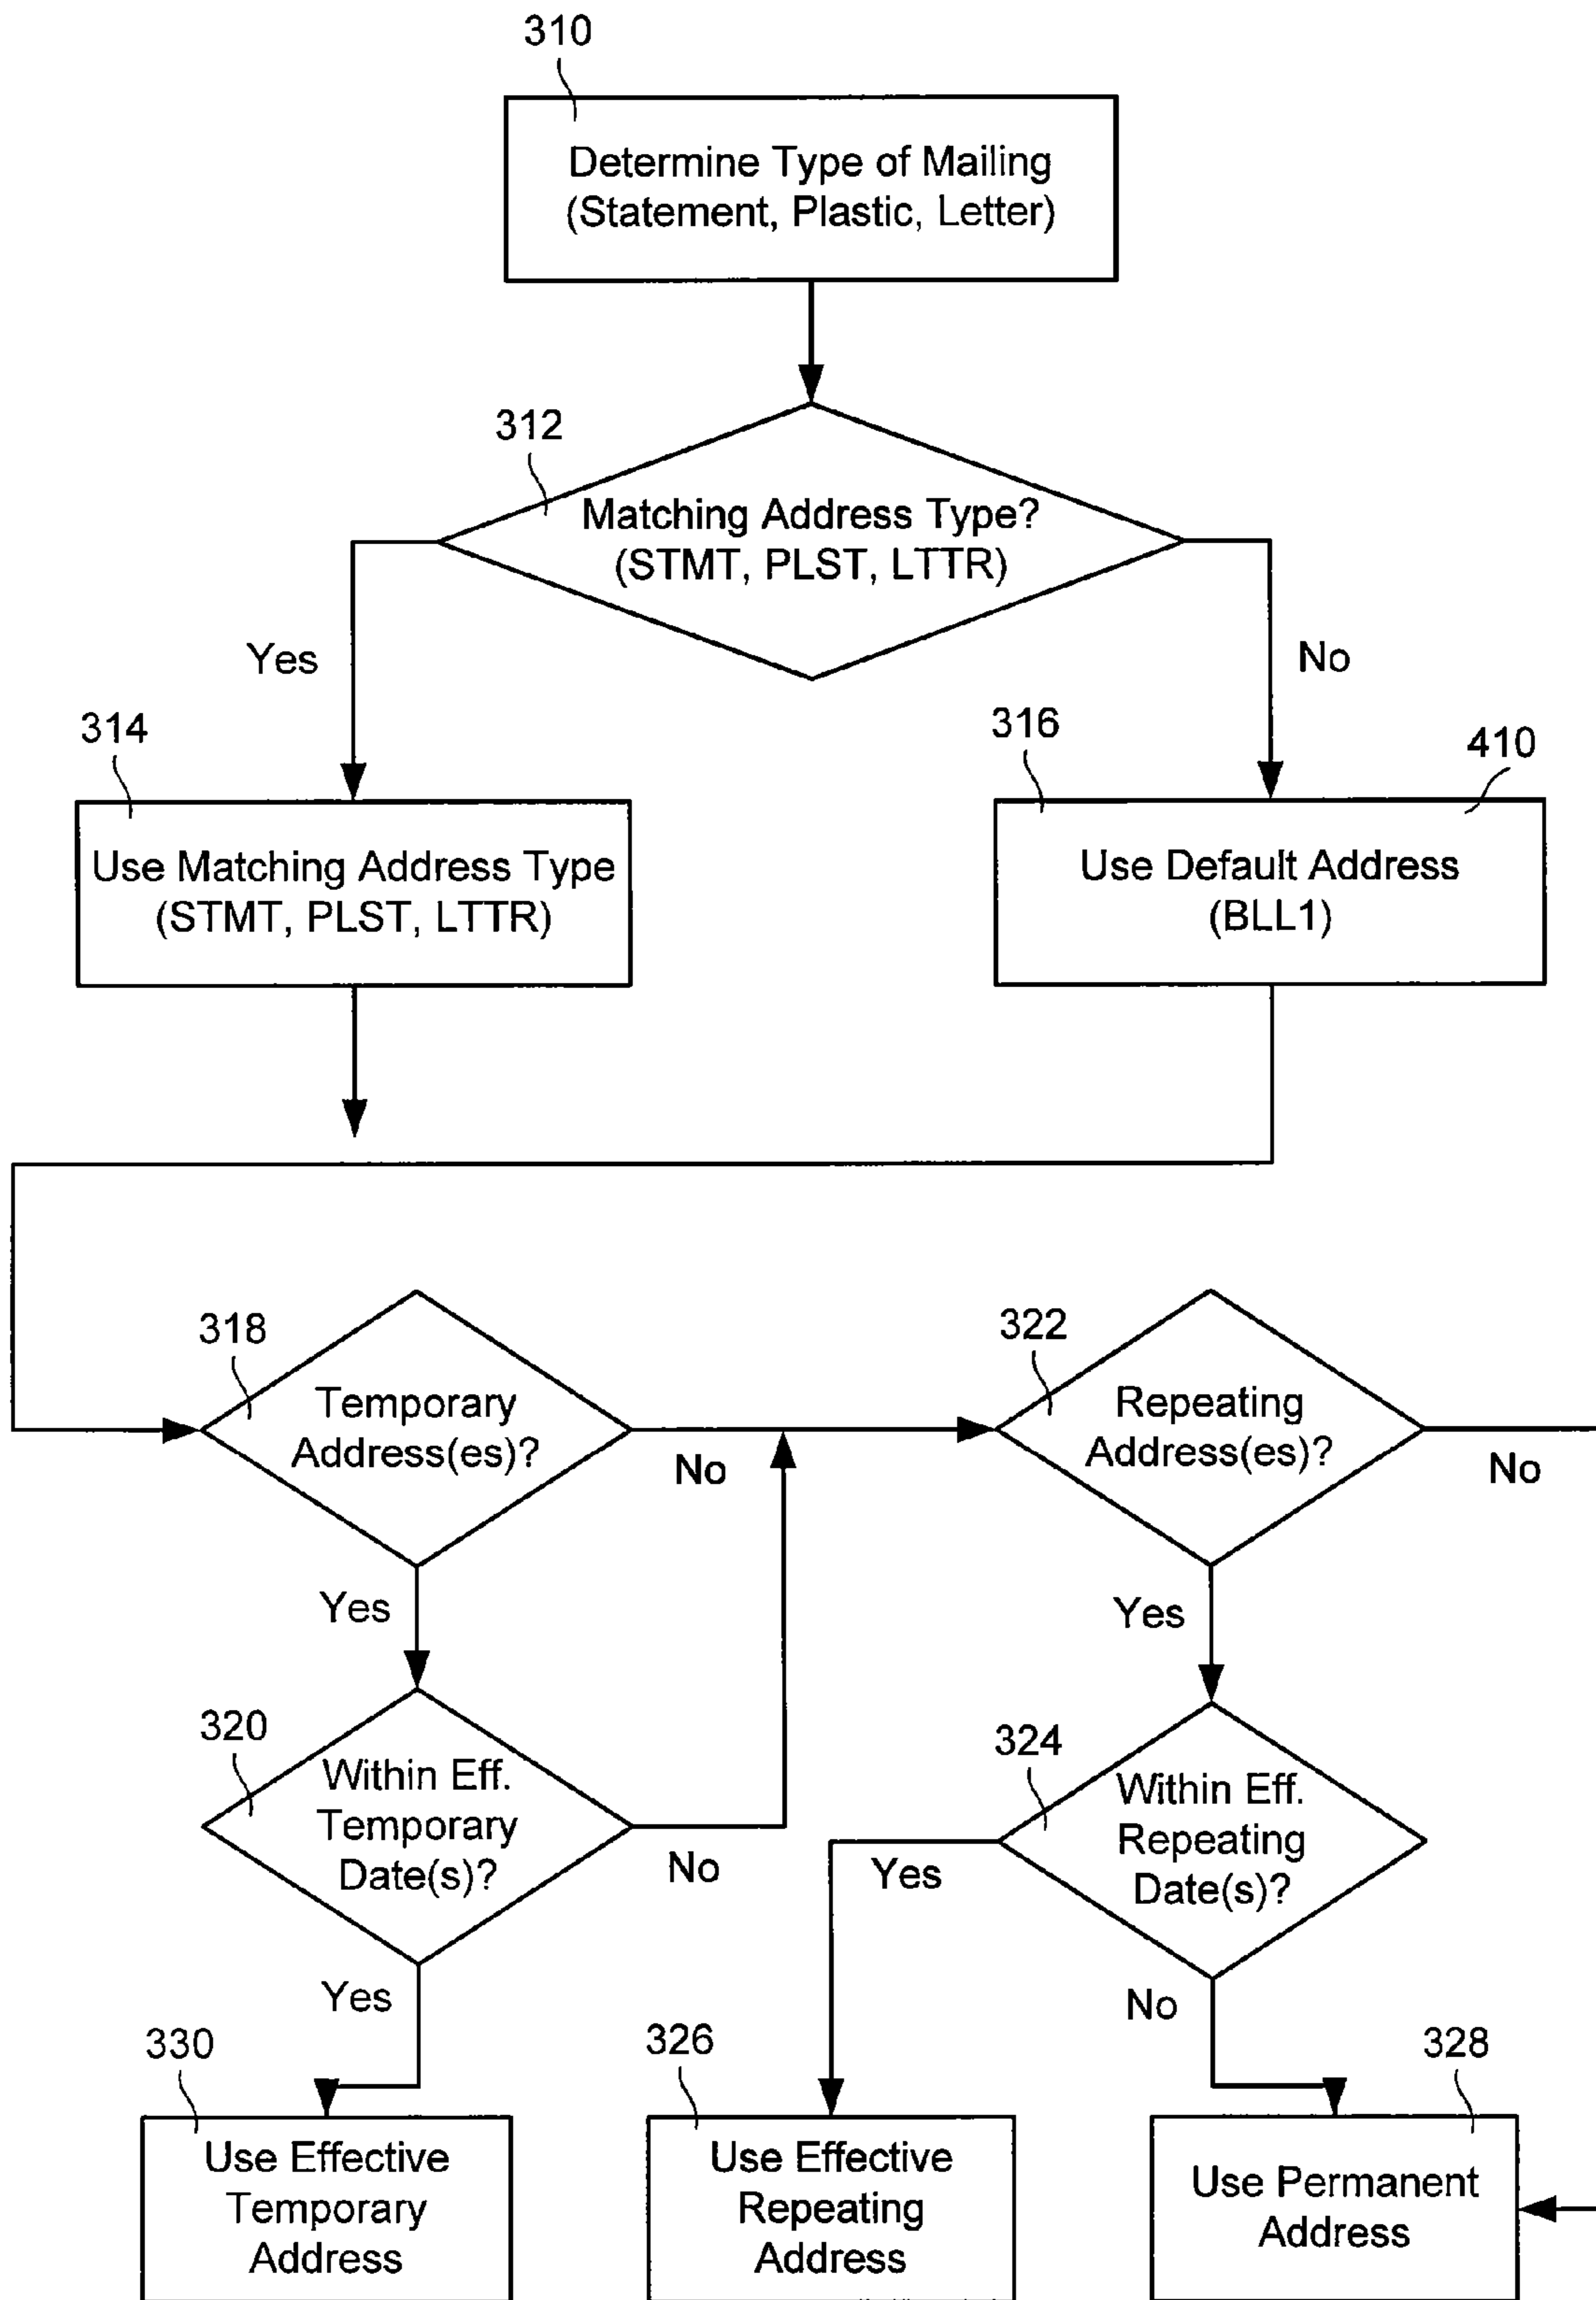 310
Determine Type of Mailing
(Statement, Plastic, Letter)
312
Matching Address Type?
(STMT, PLST, LTTR)
Yes
No
314
316
410
Use Matching Address Type
(STMT, PLST, LTTR)
Use Default Address
(BLL1)
318
Temporary
Address(es)?
No
322
Repeating
Address(es)?
No
Yes
Yes
320
Within Eff.
Temporary
Date(s)?
No
324
Within Eff.
Repeating
Date(s)?
Yes
Yes
No
330
Use Effective
Temporary
Address
326
Use Effective
Repeating
Address
328
Use Permanent
Address